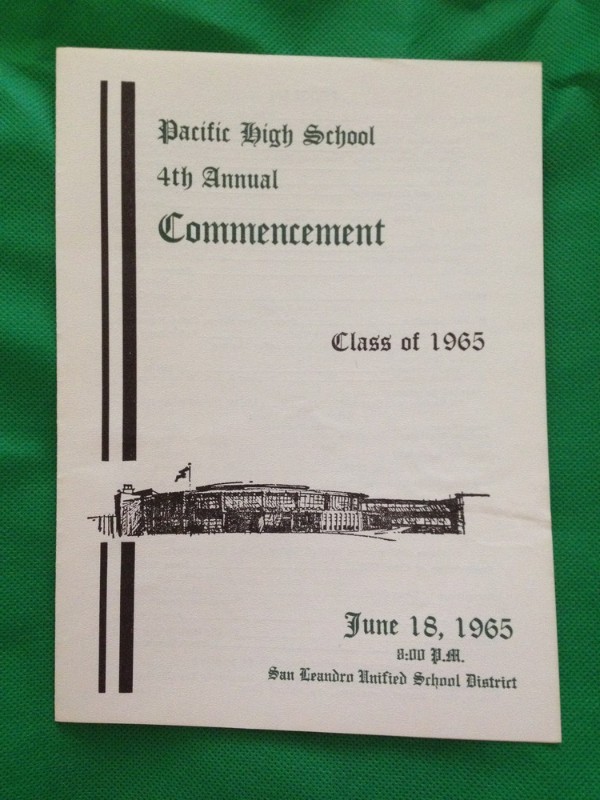 Pacific High School
4th Annual
Commencement
Class of 1965
June 18, 1965
8:00 P.M.
San Leandro Unified School District